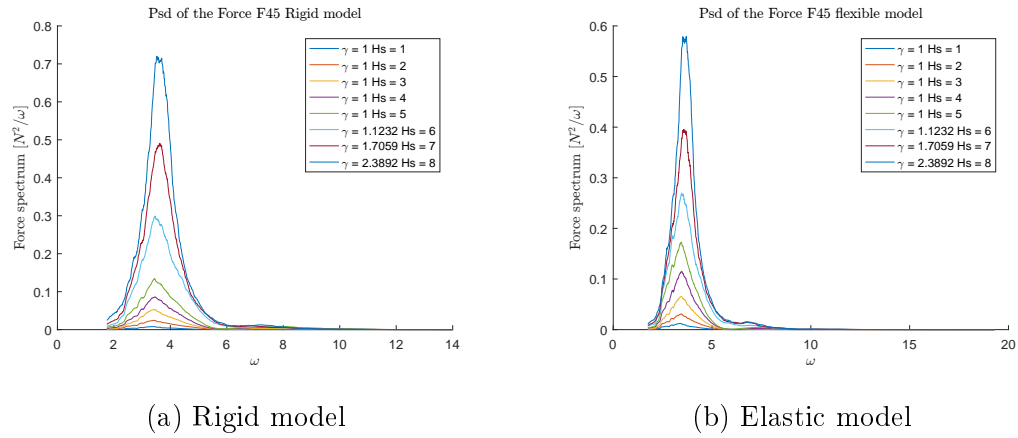 Psd of the Force F45 Rigid model
Force spectrum [N²/ω]
0.8
0.7
0.6
0.5
0.4
0.3
0.2
0.1
0
0 2 4 6 8 10 12 14
ω
γ = 1 Hs = 1
γ = 1 Hs = 2
γ = 1 Hs = 3
γ = 1 Hs = 4
γ = 1 Hs = 5
γ = 1.1232 Hs = 6
γ = 1.7059 Hs = 7
γ = 2.3892 Hs = 8
(a) Rigid model
Psd of the Force F45 flexible model
Force spectrum [N²/ω]
0.6
0.5
0.4
0.3
0.2
0.1
0
0 5 10 15 20
ω
γ = 1 Hs = 1
γ = 1 Hs = 2
γ = 1 Hs = 3
γ = 1 Hs = 4
γ = 1 Hs = 5
γ = 1.1232 Hs = 6
γ = 1.7059 Hs = 7
γ = 2.3892 Hs = 8
(b) Elastic model